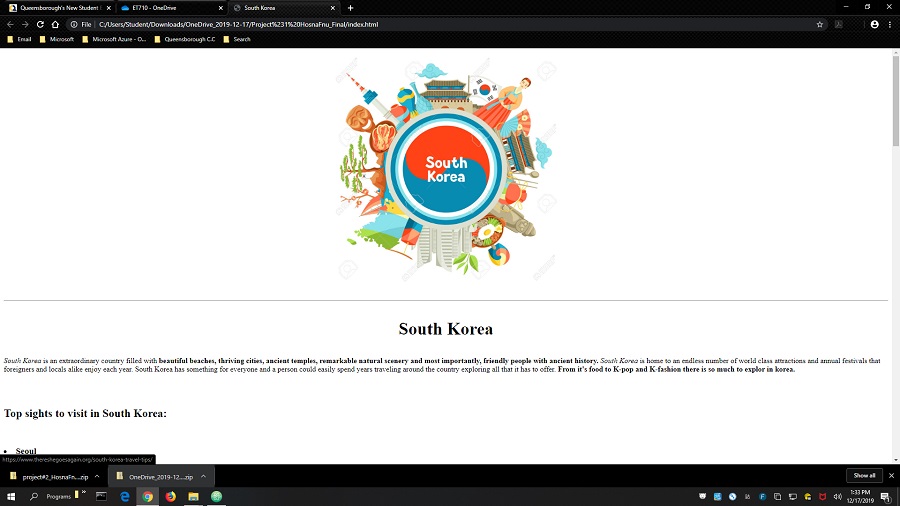 Queensborough's New Student
ET710 - OneDrive
South Korea
File
C:/Users/Student/Downloads/OneDrive_2019-12-17/Project%231%20HosnaFnu_Final/index.html
Email
Microsoft
Microsoft Azure - O...
Queensborough C.C
Search
South
Korea
South Korea
South Korea is an extraordinary country filled with beautiful beaches, thriving cities, ancient temples, remarkable natural scenery and most importantly, friendly people with ancient history. South Korea is home to an endless number of world class attractions and annual festivals that
foreigners and locals alike enjoy each year. South Korea has something for everyone and a person could easily spend years traveling around the country exploring all that it has to offer. From it's food to K-pop and K-fashion there is so much to explor in korea.
Top sights to visit in South Korea:
• Seoul
https://www.thereshegoesagain.org/south-korea-travel-tips/
project#2_HosnaFn....zip
OneDrive_2019-12....zip
Show all
Programs
1:33 PM
12/17/2019